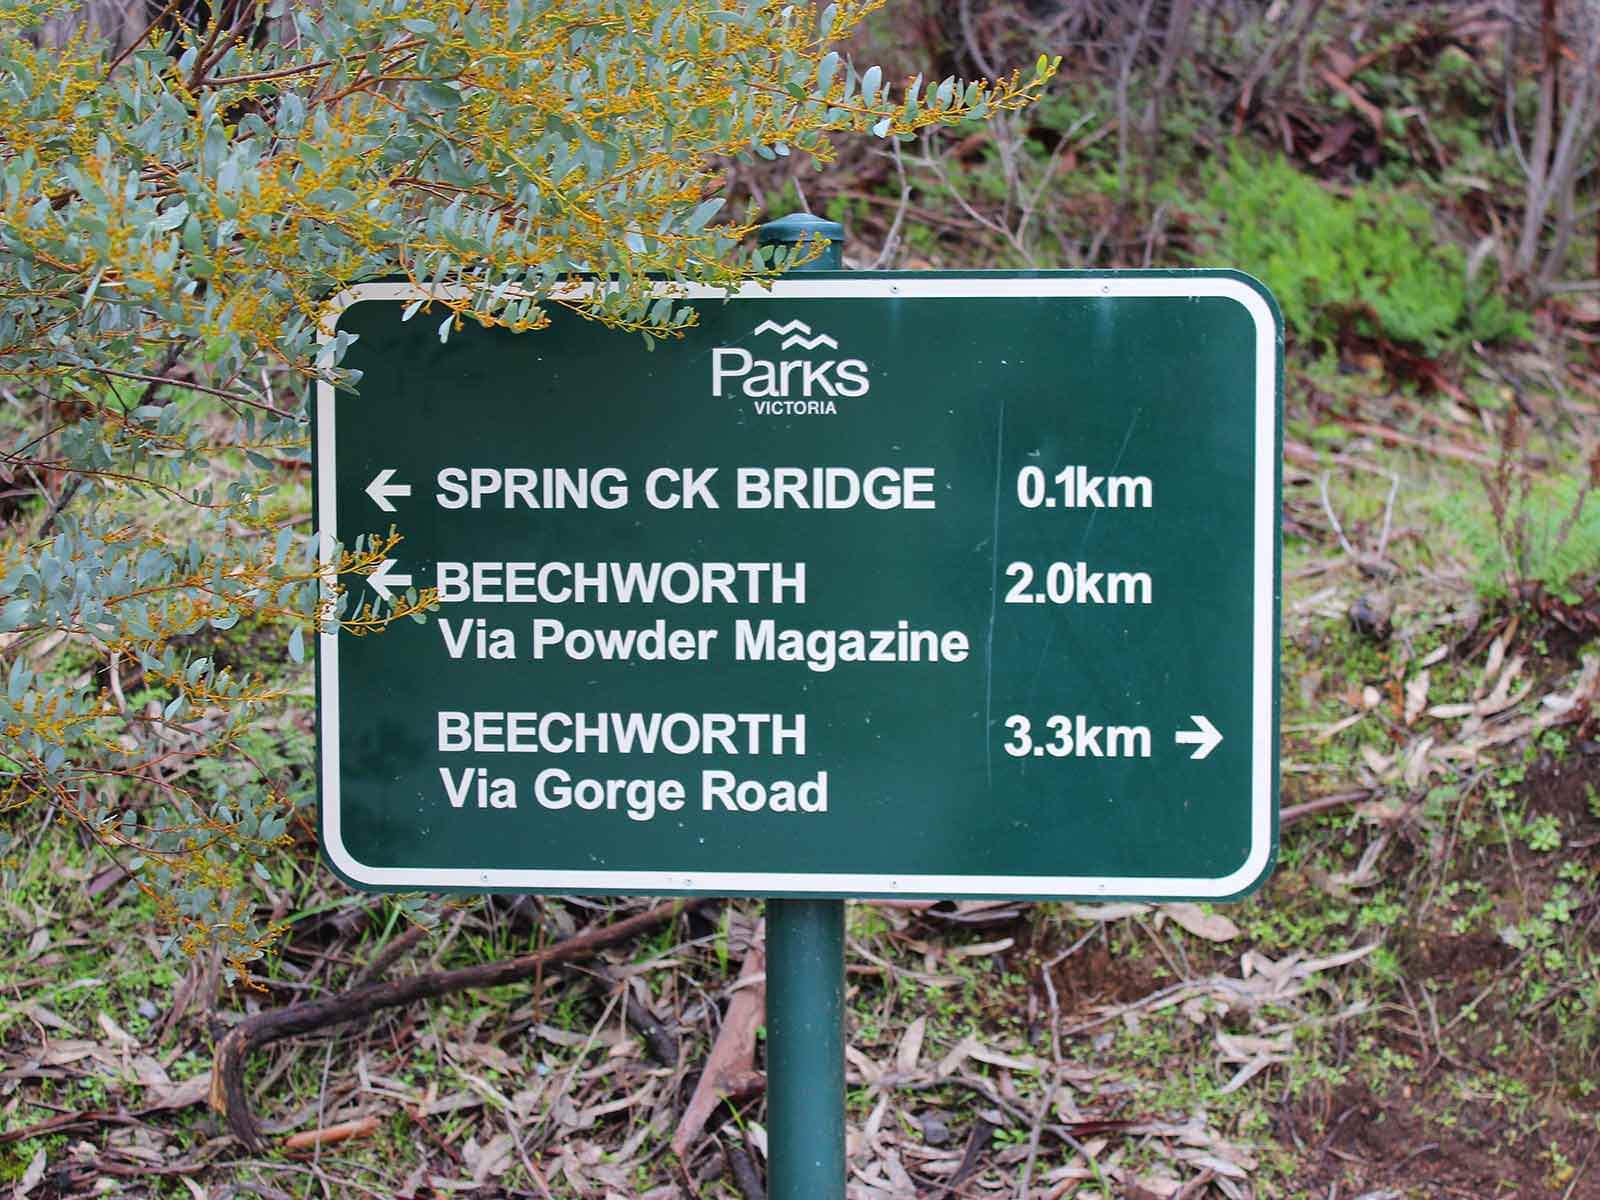 Parks
VICTORIA
← SPRING CK BRIDGE 0.1km
← BEECHWORTH 2.0km
Via Powder Magazine
BEECHWORTH 3.3km →
Via Gorge Road